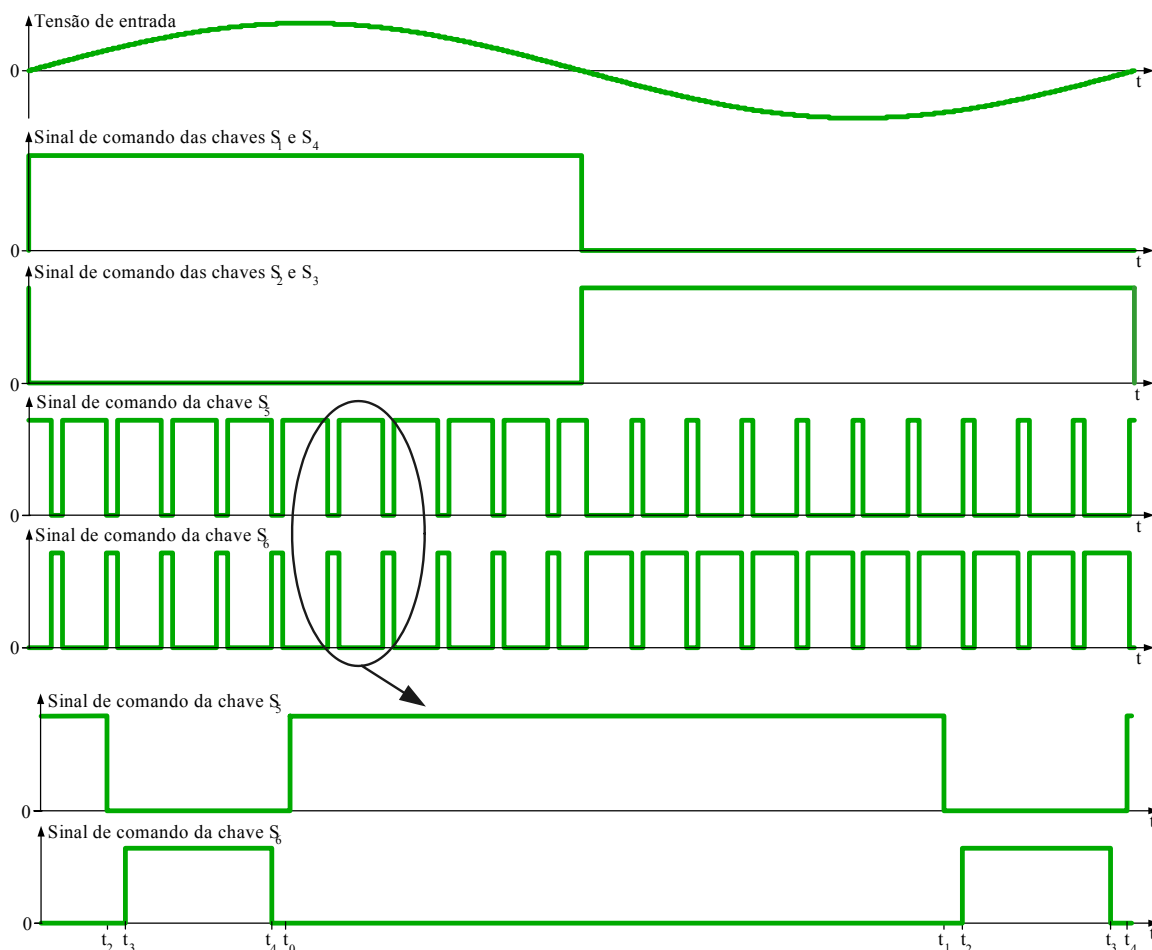 Tensão de entrada
0
t
Sinal de comando das chaves S1 e S4
0
t
Sinal de comando das chaves S2 e S3
0
t
Sinal de comando da chave S5
0
t
Sinal de comando da chave S6
0
t
Sinal de comando da chave S5
0
t
Sinal de comando da chave S6
0
t
t2 t3 t4 t0 t1 t2 t3 t4